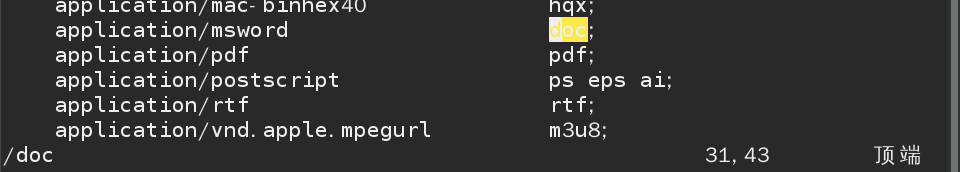 application/mac-binhex40 hqx;
application/msword doc;
application/pdf pdf;
application/postscript ps eps ai;
application/rtf rtf;
application/vnd.apple.mpegurl m3u8;
/doc 31,43 顶端